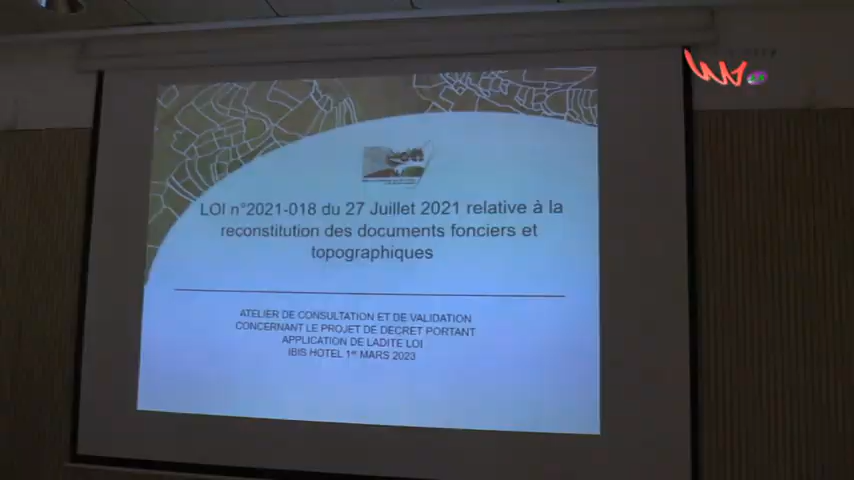 LOI n°2021-018 du 27 Juillet 2021 relative à la
reconstitution des documents fonciers et
topographiques
ATELIER DE CONSULTATION ET DE VALIDATION
CONCERNANT LE PROJET DE DECRET PORTANT
APPLICATION DE LADITE LOI
IBIS HOTEL 1er MARS 2023